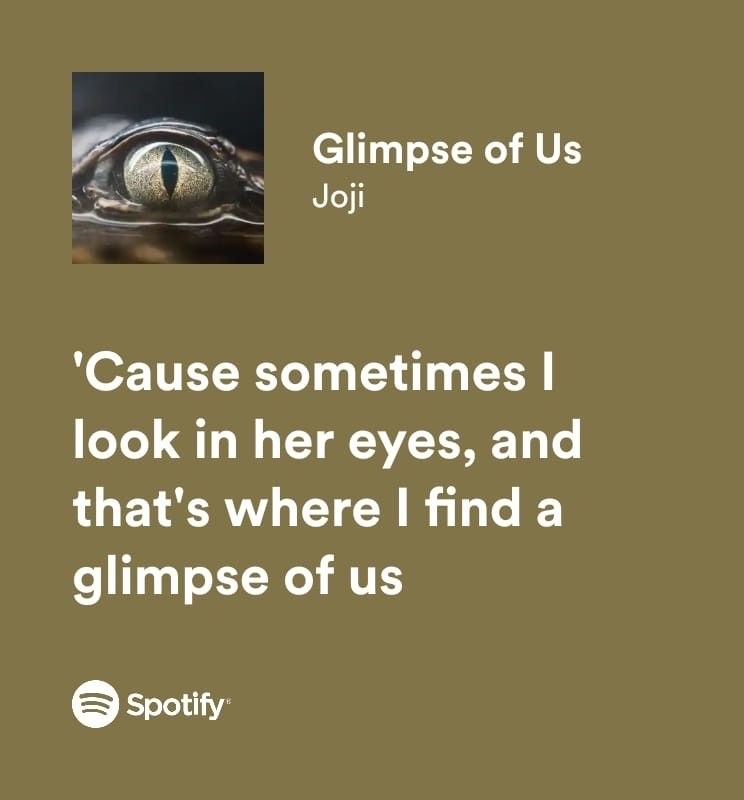 Glimpse of Us
Joji
'Cause sometimes I
look in her eyes, and
that's where I find a
glimpse of us
Spotify®